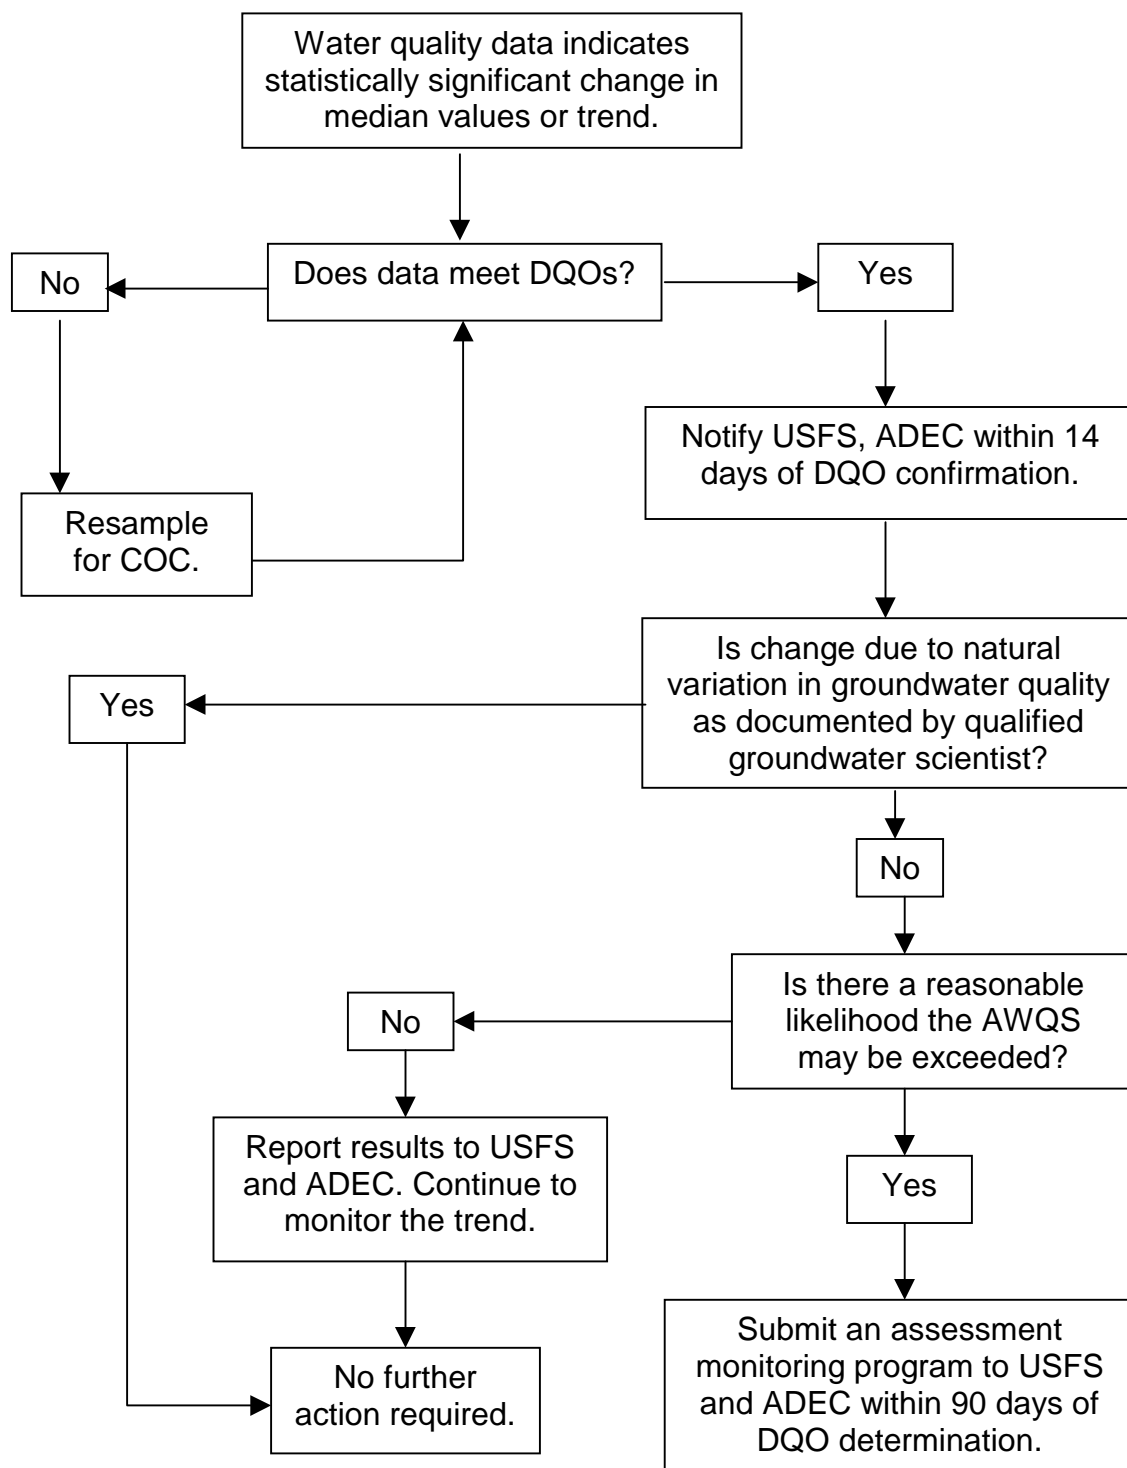 Water quality data indicates
statistically significant change in
median values or trend.
No
Does data meet DQOs?
Yes
Notify USFS, ADEC within 14
days of DQO confirmation.
Resample
for COC.
Is change due to natural
variation in groundwater quality
as documented by qualified
groundwater scientist?
Yes
No
Is there a reasonable
likelihood the AWQS
may be exceeded?
No
Report results to USFS
and ADEC. Continue to
monitor the trend.
Yes
Submit an assessment
monitoring program to USFS
and ADEC within 90 days of
DQO determination.
No further
action required.